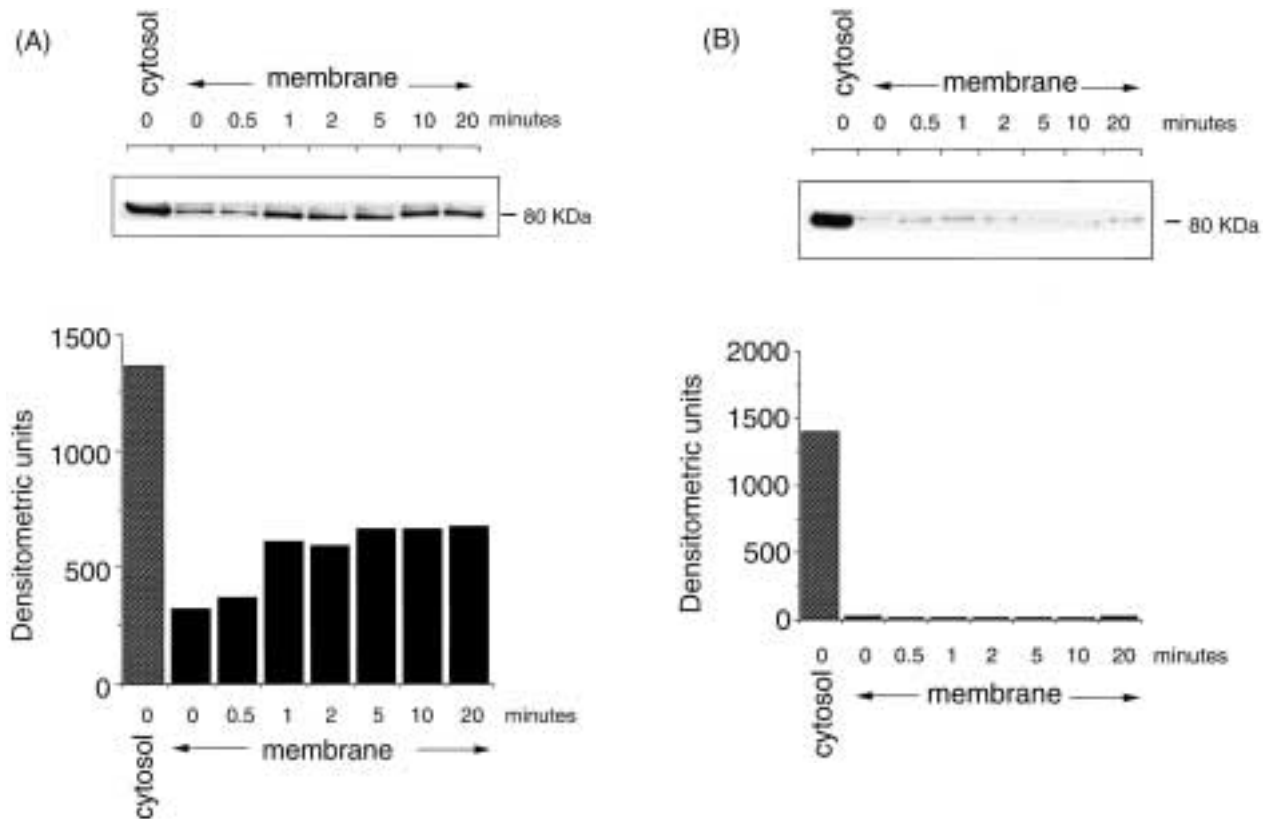 (A)
cytosol
membrane
0 0 0.5 1 2 5 10 20 minutes
80 KDa
Densitometric units
1500
1000
500
0
0 0 0.5 1 2 5 10 20 minutes
cytosol
membrane
(B)
cytosol
membrane
0 0 0.5 1 2 5 10 20 minutes
80 KDa
Densitometric units
2000
1500
1000
500
0
0 0 0.5 1 2 5 10 20 minutes
cytosol
membrane